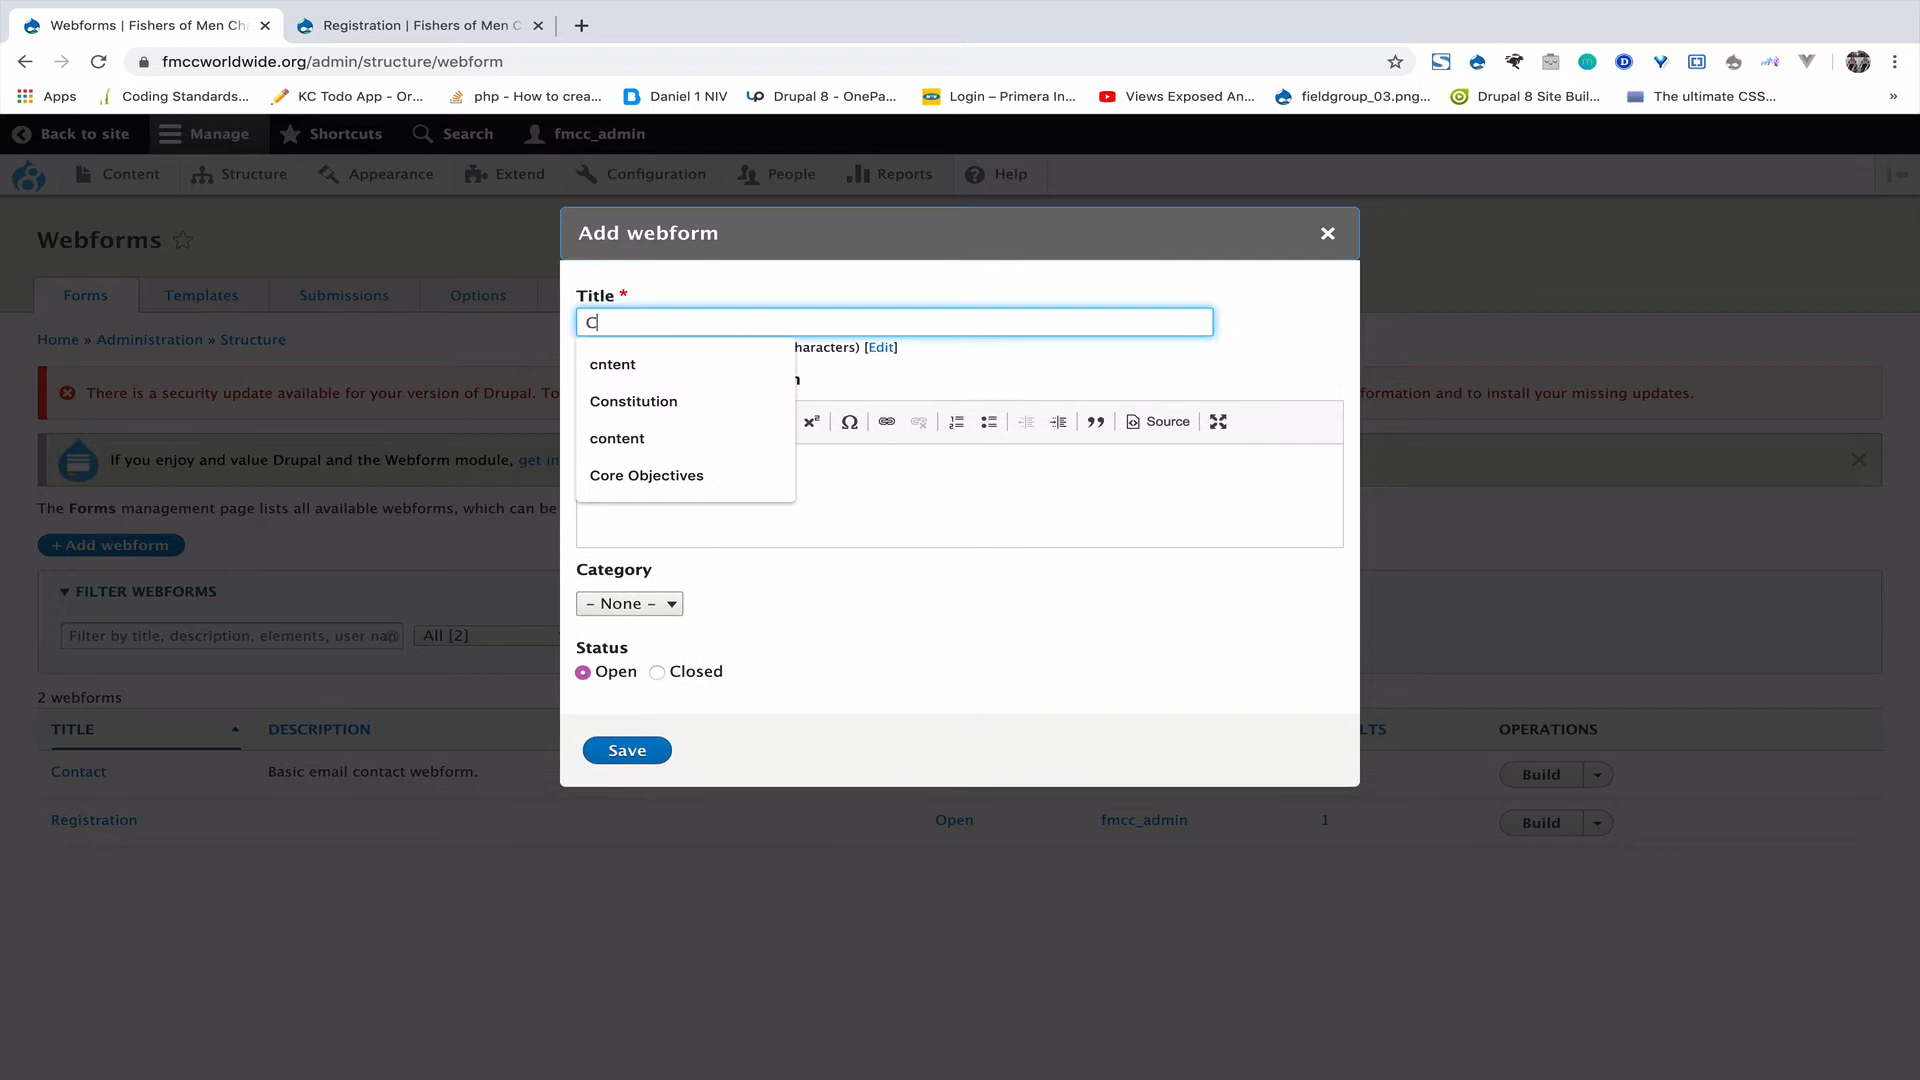 Webforms | Fishers of Men Ch
Registration | Fishers of Men C
fmccworldwide.org/admin/structure/webform
Apps
Coding Standards...
KC Todo App - Or...
php - How to crea...
Daniel 1 NIV
Drupal 8 - OnePa...
Login – Primera In...
Views Exposed An...
fieldgroup_03.png...
Drupal 8 Site Buil...
The ultimate CSS...
»
Back to site
Manage
Shortcuts
Search
fmcc_admin
Content
Structure
Appearance
Extend
Configuration
People
Reports
Help
Webforms
Add webform
Forms
Templates
Submissions
Options
Title *
C
haracters) [Edit]
cntent
Constitution
content
Core Objectives
Home » Administration » Structure
There is a security update available for your version of Drupal. To
formation and to install your missing updates.
Source
If you enjoy and value Drupal and the Webform module, get in
The Forms management page lists all available webforms, which can be
+ Add webform
Category
– None –
FILTER WEBFORMS
Filter by title, description, elements, user na
All [2]
Status
Open
Closed
2 webforms
TITLE
DESCRIPTION
LTS
OPERATIONS
Save
Contact
Basic email contact webform.
Build
Registration
Open
fmcc_admin
1
Build